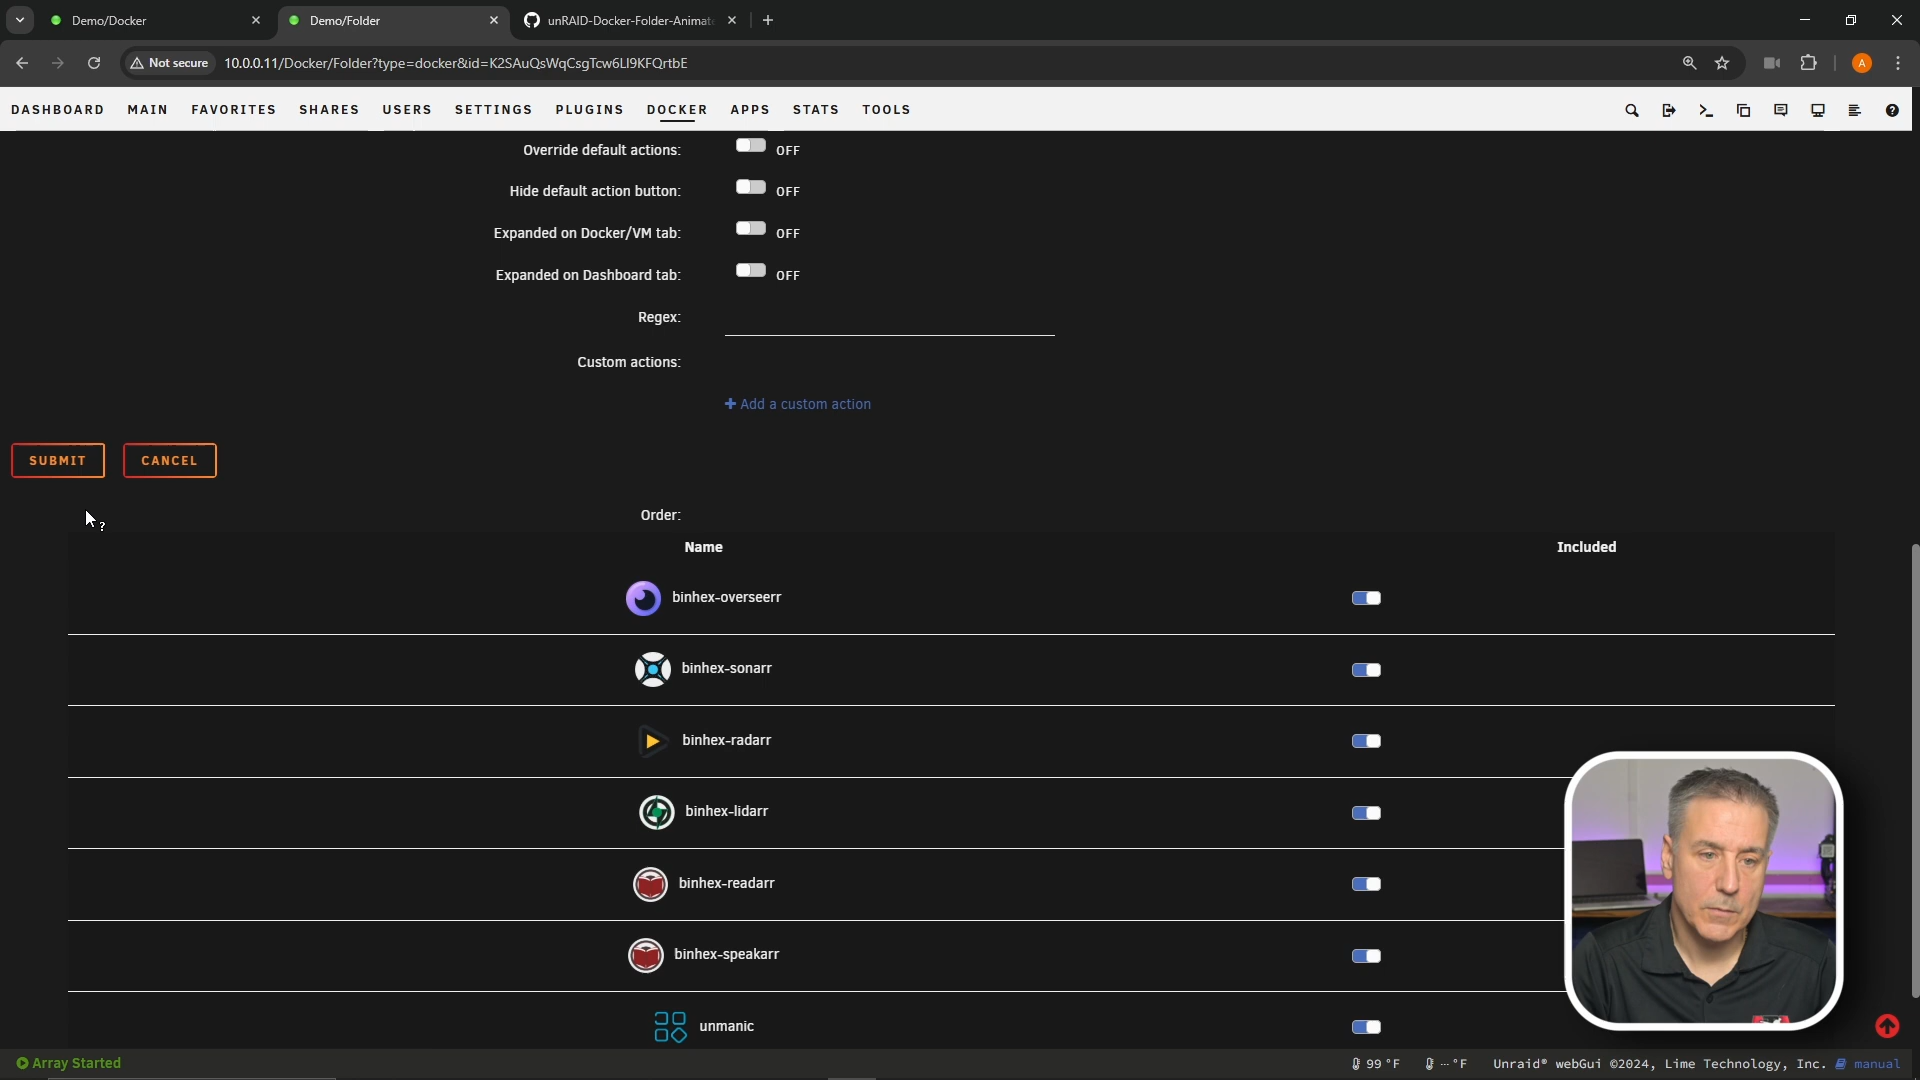 Demo/Docker
Demo/Folder
unRAID-Docker-Folder-Animat
Not secure
10.0.0.11/Docker/Folder?type=docker&id=K2SAuQsWqCsgTcw6LI9KFQrtbE
A
DASHBOARD MAIN FAVORITES SHARES USERS SETTINGS PLUGINS DOCKER APPS STATS TOOLS
Override default actions: OFF
Hide default action button: OFF
Expanded on Docker/VM tab: OFF
Expanded on Dashboard tab: OFF
Regex:
Custom actions:
Add a custom action
SUBMIT CANCEL
Order:
Name Included
binhex-overseerr
binhex-sonarr
binhex-radarr
binhex-lidarr
binhex-readarr
binhex-speakarr
unmanic
Array Started
99 °F
-- °F
Unraid® webGui ©2024, Lime Technology, Inc. manual